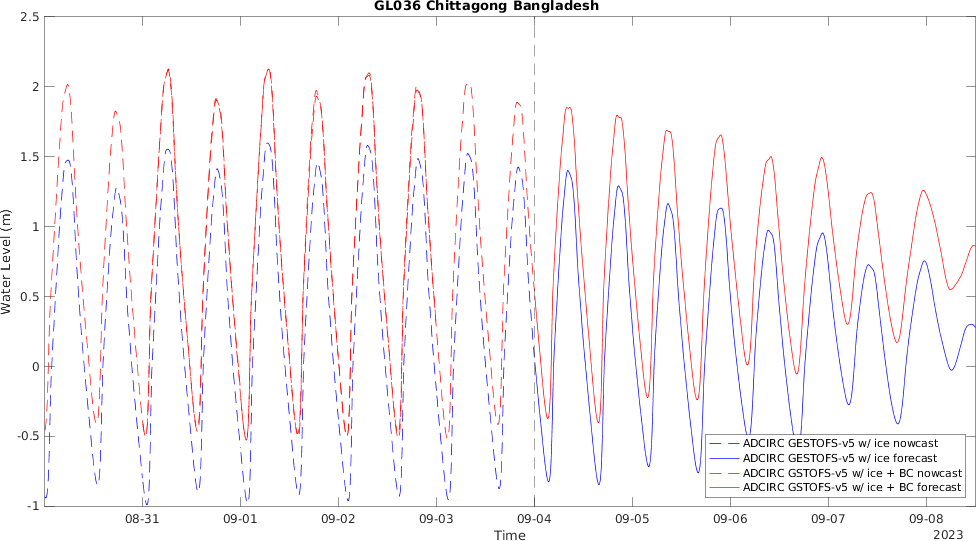 GL036 Chittagong Bangladesh
2.5
2
1.5
1
0.5
0
-0.5
-1
Water Level (m)
08-31
09-01
09-02
09-03
09-04
09-05
09-06
09-07
09-08
Time
2023
ADCIRC GESTOFS-v5 w/ ice nowcast
ADCIRC GESTOFS-v5 w/ ice forecast
ADCIRC GSTOFS-v5 w/ ice + BC nowcast
ADCIRC GSTOFS-v5 w/ ice + BC forecast